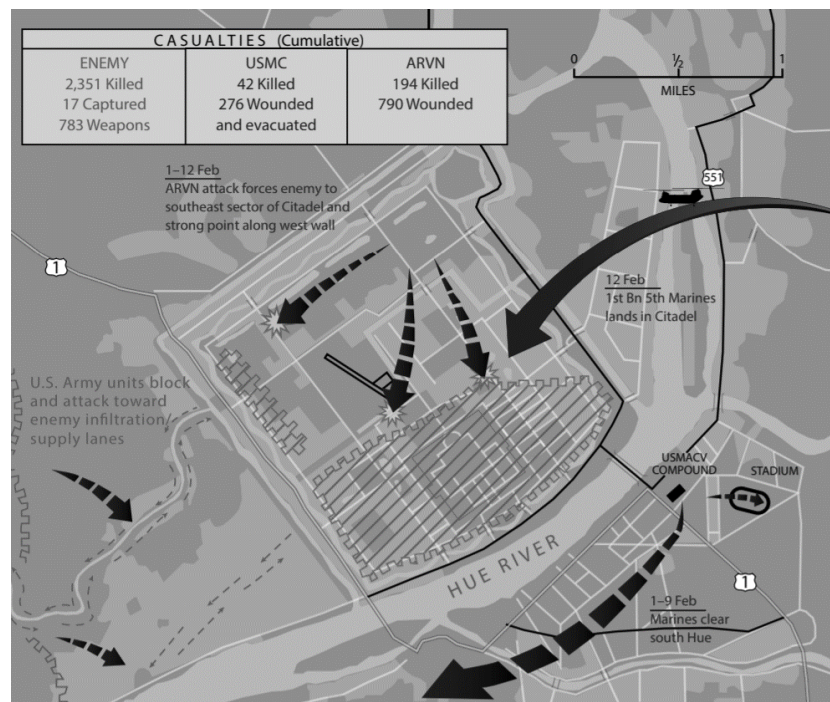 CASUALTIES (Cumulative)
ENEMY
2,351 Killed
17 Captured
783 Weapons
USMC
42 Killed
276 Wounded
and evacuated
ARVN
194 Killed
790 Wounded
0
½
1
MILES
551
1–12 Feb
ARVN attack forces enemy to
southeast sector of Citadel and
strong point along west wall
1
12 Feb
1st Bn 5th Marines
lands in Citadel
U.S. Army units block
and attack toward
enemy infiltration/
supply lanes
USMACV
COMPOUND
STADIUM
HUE RIVER
1
1–9 Feb
Marines clear
south Hue